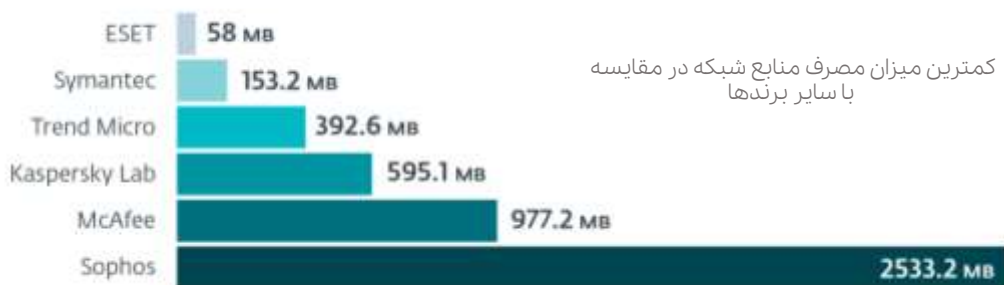 ESET 58 MB
کمترین میزان مصرف منابع شبکه در مقایسه
با سایر برندها
Symantec 153.2 MB
Trend Micro 392.6 MB
Kaspersky Lab 595.1 MB
McAfee 977.2 MB
Sophos 2533.2 MB